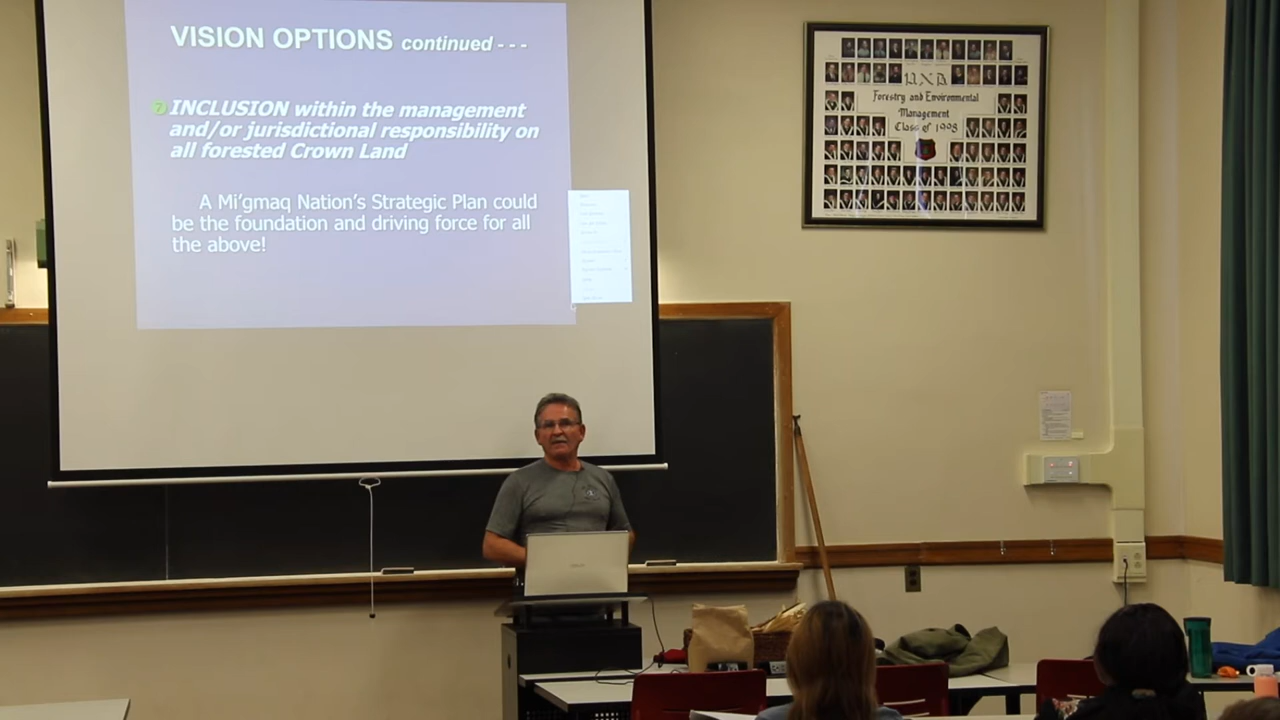 VISION OPTIONS continued - - -
7 INCLUSION within the management
and/or jurisdictional responsibility on
all forested Crown Land
A Mi'gmaq Nation's Strategic Plan could
be the foundation and driving force for all
the above!
U.N.B.
Forestry and Environmental
Management
Class of 1998